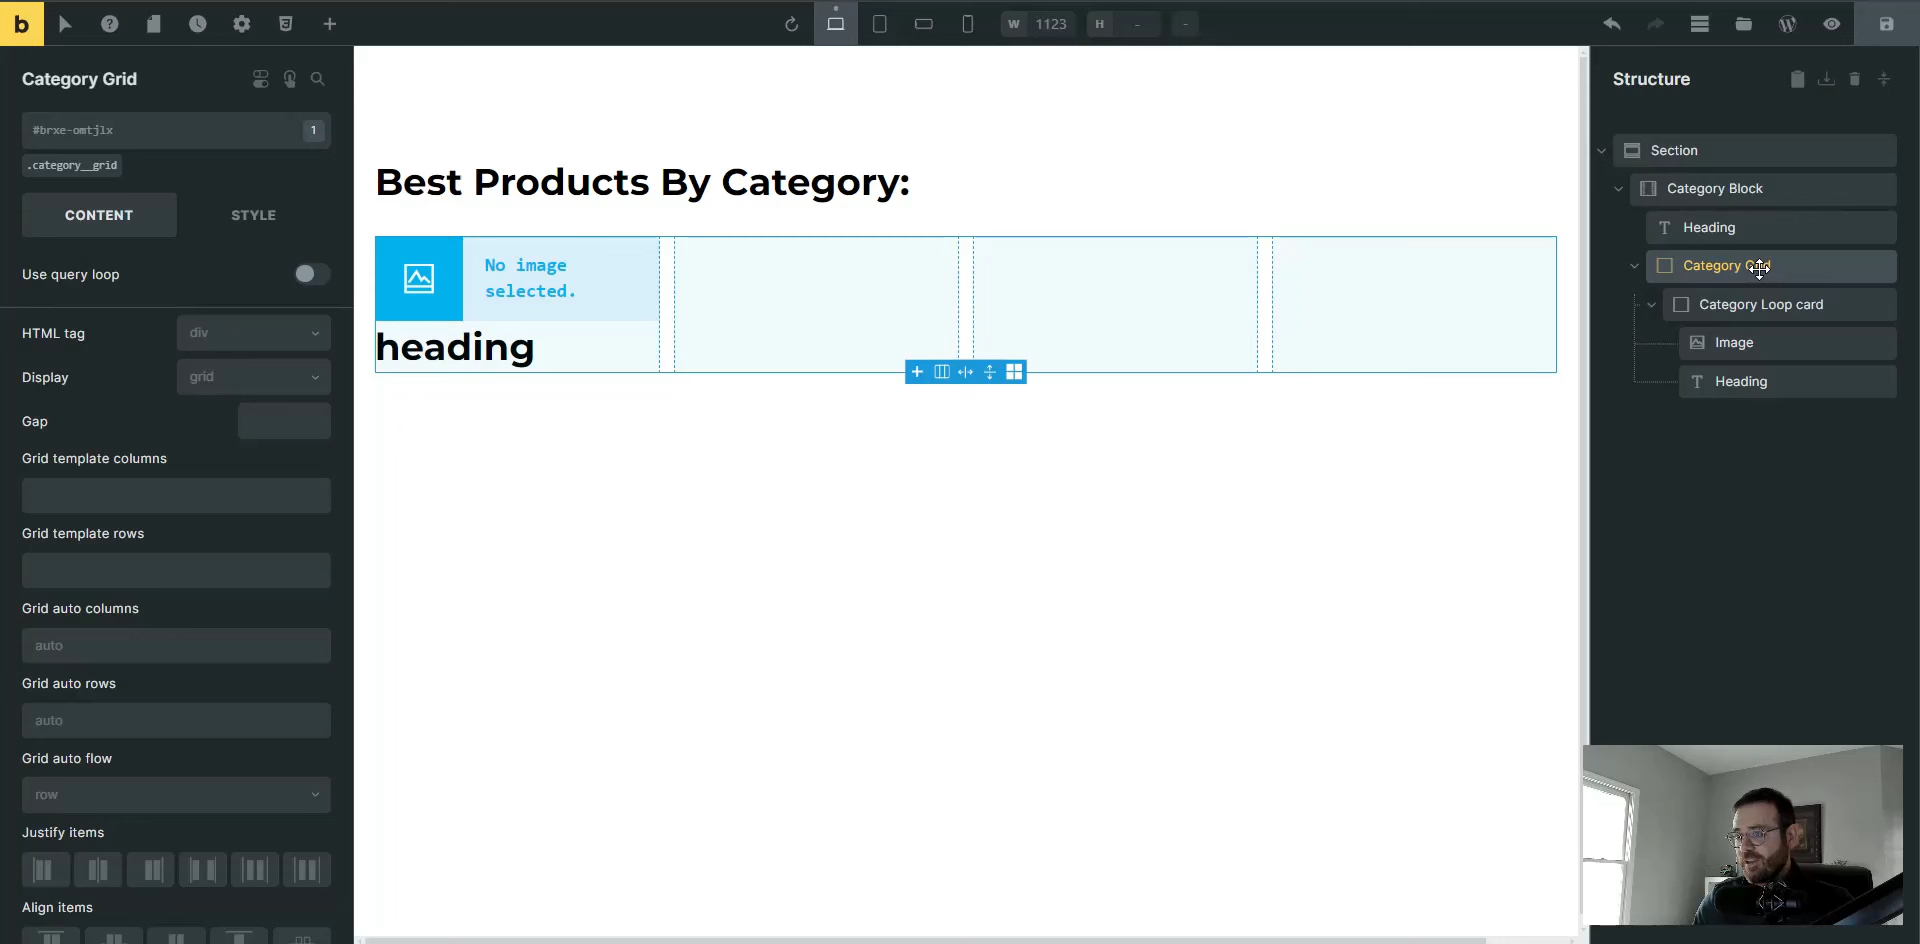 b
W 1123 H - -
Category Grid
#brxe-omtjlx 1
.category__grid
CONTENT STYLE
Use query loop
HTML tag div
Display grid
Gap
Grid template columns
Grid template rows
Grid auto columns
auto
Grid auto rows
auto
Grid auto flow
row
Justify items
Align items
Best Products By Category:
No image
selected.
heading
Structure
Section
Category Block
Heading
Category Grid
Category Loop card
Image
Heading